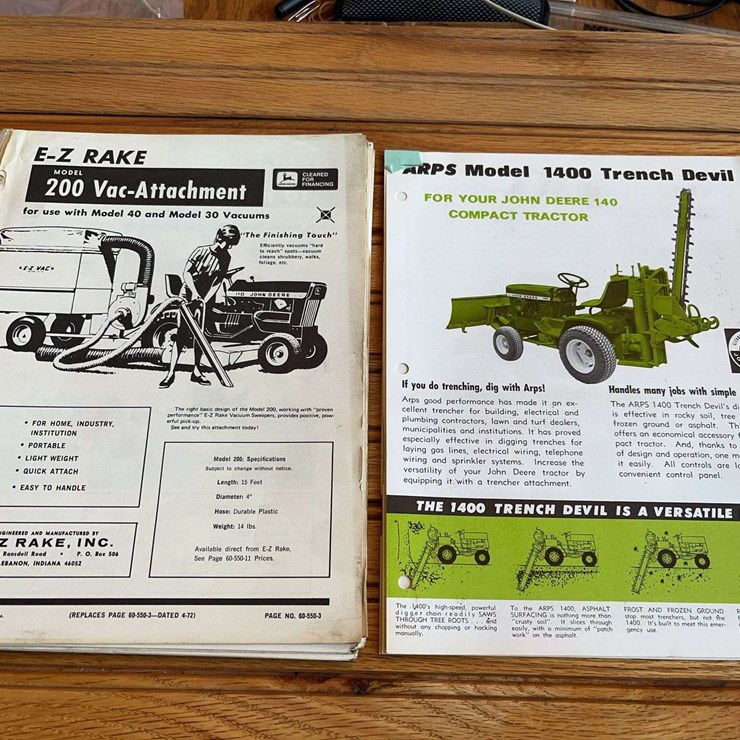 E-Z RAKE
MODEL
200 Vac-Attachment
CLEARED
FOR
FINANCING
for use with Model 40 and Model 30 Vacuums
"The Finishing Touch"
Efficiently vacuums "hard
to reach" spots—vacuum
cleans shrubbery, walks,
foliage, etc.
E-Z VAC
110 JOHN DEERE
The right basic design of the Model 200, working with "proven
performance" E-Z Rake Vacuum Sweepers, provides positive, pow-
erful pick-up.
See and try this attachment today!
• FOR HOME, INDUSTRY,
INSTITUTION
• PORTABLE
• LIGHT WEIGHT
• QUICK ATTACH
• EASY TO HANDLE
Model 200: Specifications
Subject to change without notice.
Length: 15 Feet
Diameter: 4"
Hose: Durable Plastic
Weight: 14 lbs.
Available direct from E-Z Rake,
See Page 60-550-11 Prices.
ENGINEERED AND MANUFACTURED BY
Z RAKE, INC.
Ransdell Road • P. O. Box 506
LEBANON, INDIANA 46052
(REPLACES PAGE 60-550-3—DATED 4-72)
PAGE NO. 60-550-3
ARPS Model 1400 Trench Devil
FOR YOUR JOHN DEERE 140
COMPACT TRACTOR
If you do trenching, dig with Arps!
Arps good performance has made it an ex-
cellent trencher for building, electrical and
plumbing contractors, lawn and turf dealers,
municipalities and institutions. It has proved
especially effective in digging trenches for
laying gas lines, electrical wiring, telephone
wiring and sprinkler systems. Increase the
versatility of your John Deere tractor by
equipping it with a trencher attachment.
Handles many jobs with simple
The ARPS 1400 Trench Devil's
is effective in rocky soil, tree
frozen ground or asphalt.
offers an economical accessory
pact tractor. And, thanks to
of design and operation, one
it easily. All controls are
convenient control panel.
THE 1400 TRENCH DEVIL IS A VERSATILE
The 1400's high-speed, powerful
digger chain readily SAWS
THROUGH TREE ROOTS . . . and
without any chopping or hacking
manually.
To the ARPS 1400, ASPHALT
SURFACING is nothing more than
"crusty soil". It slices through
easily, with a minimum of "patch
work" on the asphalt.
FROST AND FROZEN GROUND
stop most trenchers, but not the
1400. It's built to meet this emer-
gency use.